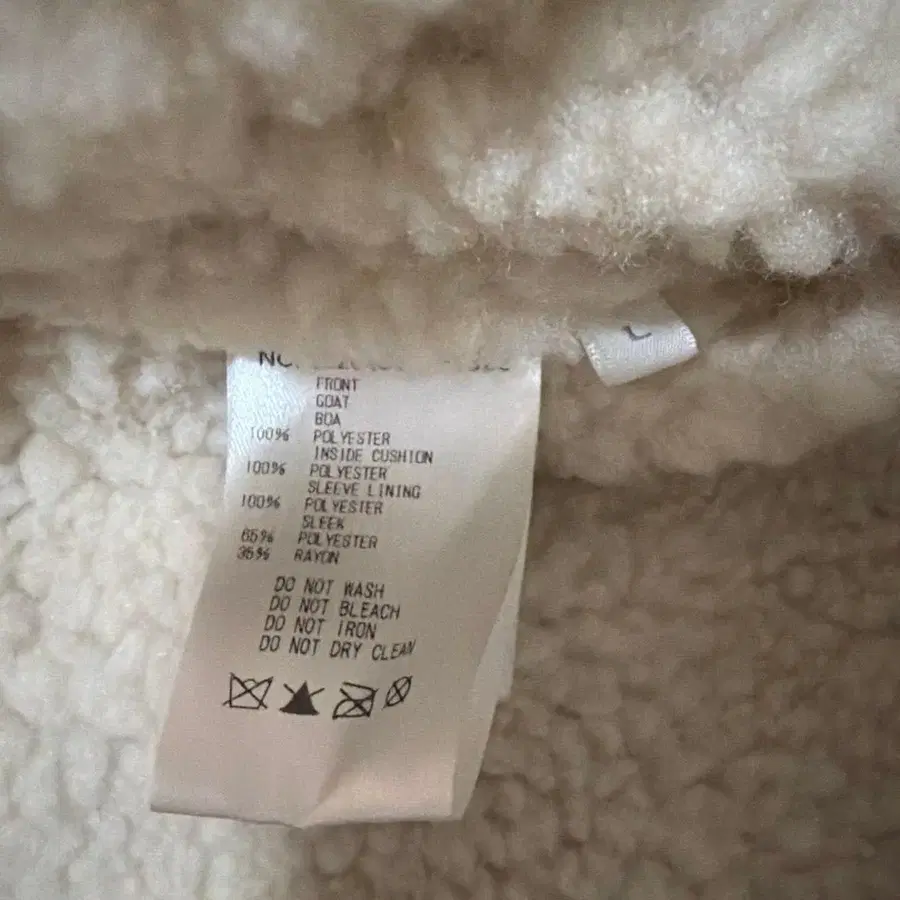 L
FRONT
GOAT
BOA
100% POLYESTER
INSIDE CUSHION
100% POLYESTER
SLEEVE LINING
100% POLYESTER
SLEEK
65% POLYESTER
35% RAYON
DO NOT WASH
DO NOT BLEACH
DO NOT IRON
DO NOT DRY CLEAN